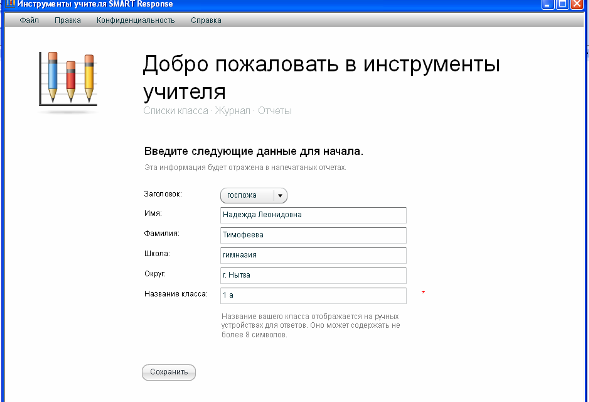 Инструменты учителя SMART Response
Файл Правка Конфиденциальность Справка
Добро пожаловать в инструменты
учителя
Списки класса · Журнал · Отчеты
Введите следующие данные для начала.
Эта информация будет отражена в напечатаных отчетах.
Заголовок: госпожа
Имя: Надежда Леонидовна
Фамилия: Тимофеева
Школа: гимназия
Округ: г. Нытва
Название класса: 1 а *
Название вашего класса отображается на ручных
устройствах для ответов. Оно может содержать не
более 8 символов.
Сохранить